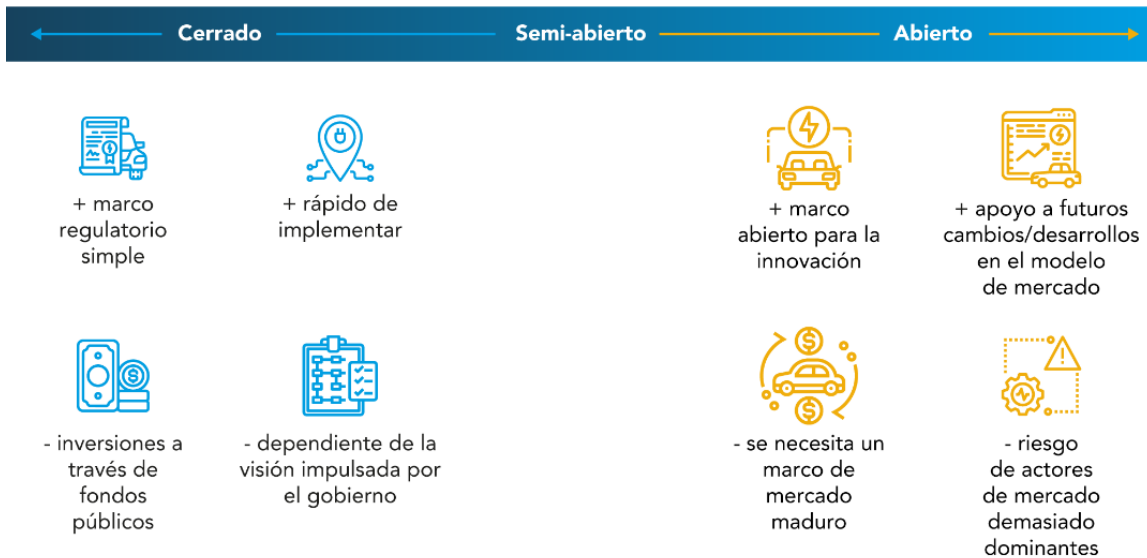 Cerrado
Semi-abierto
Abierto
+ marco
regulatorio
simple
+ rápido de
implementar
+ marco
abierto para la
innovación
+ apoyo a futuros
cambios/desarrollos
en el modelo
de mercado
- inversiones a
través de
fondos
públicos
- dependiente de la
visión impulsada por
el gobierno
- se necesita un
marco de
mercado
maduro
- riesgo
de actores
de mercado
demasiado
dominantes